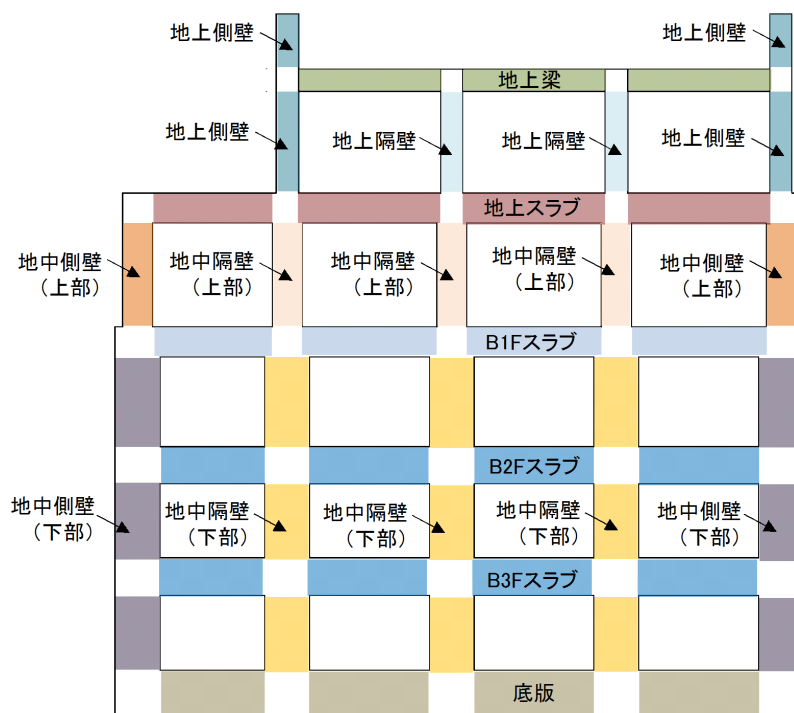 地上側壁
地上側壁
地上梁
地上側壁
地上隔壁
地上隔壁
地上側壁
地上スラブ
地中側壁
（上部）
地中隔壁
（上部）
地中隔壁
（上部）
地中隔壁
（上部）
地中側壁
（上部）
B1Fスラブ
B2Fスラブ
地中側壁
（下部）
地中隔壁
（下部）
地中隔壁
（下部）
地中隔壁
（下部）
地中側壁
（下部）
B3Fスラブ
底版